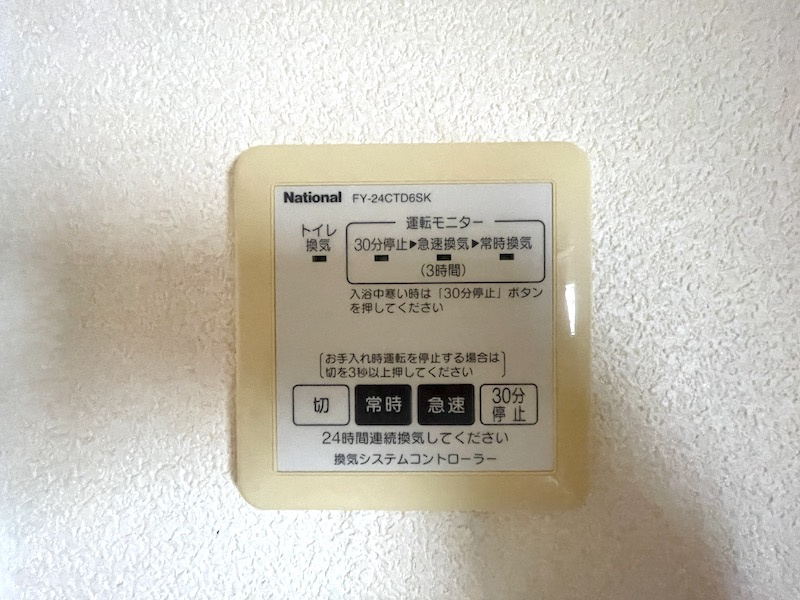 National FY-24CTD6SK
運転モニター
トイレ
換気
30分停止▶急速換気▶常時換気
(3時間)
入浴中寒い時は「30分停止」ボタン
を押してください
お手入れ時運転を停止する場合は
切を3秒以上押してください
切 常時 急速 30分
停止
24時間連続換気してください
換気システムコントローラー